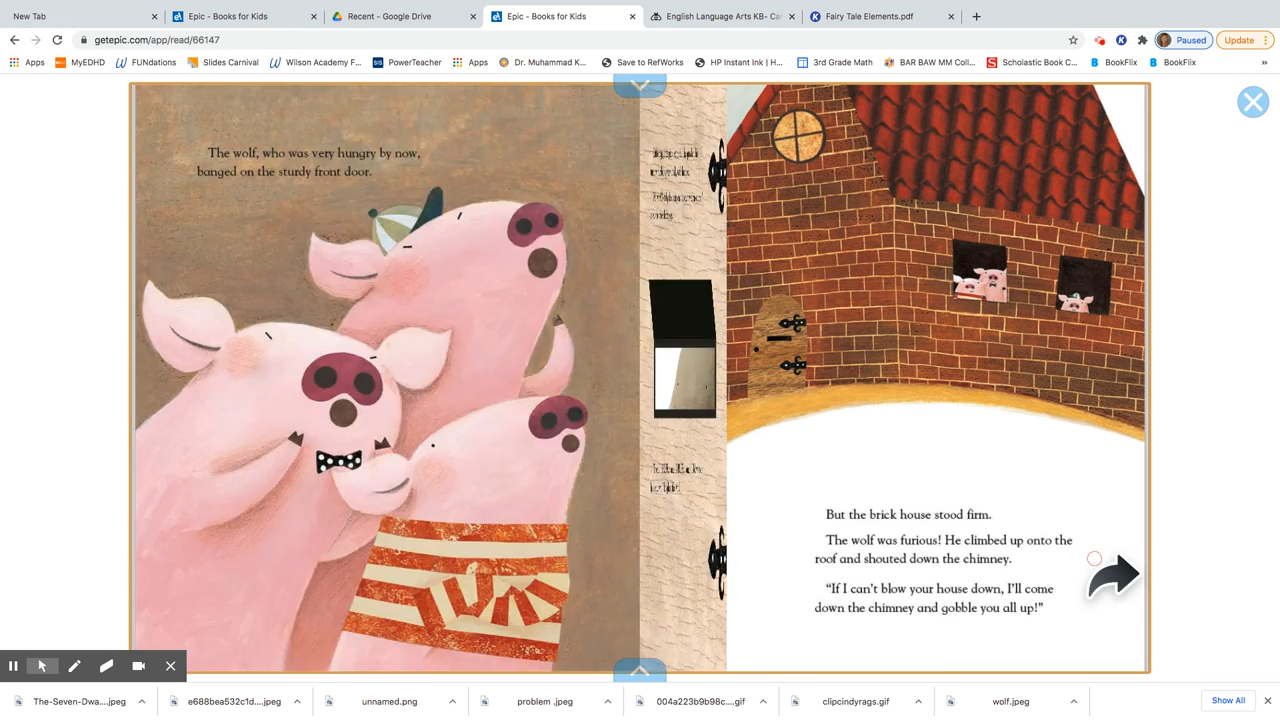 New Tab
Epic - Books for Kids
Recent - Google Drive
Epic - Books for Kids
English Language Arts KB- Car
Fairy Tale Elements.pdf
getepic.com/app/read/66147
Paused
Update
Apps
MyEDHD
FUNdations
Slides Carnival
Wilson Academy F...
SIS
PowerTeacher
Apps
Dr. Muhammad K...
Save to RefWorks
HP Instant Ink | H...
3rd Grade Math
BAR BAW MM Coll...
Scholastic Book C...
BookFlix
BookFlix
The wolf, who was very hungry by now,
banged on the sturdy front door.
But the brick house stood firm.
The wolf was furious! He climbed up onto the
roof and shouted down the chimney.
“If I can’t blow your house down, I’ll come
down the chimney and gobble you all up!”
The-Seven-Dwa....jpeg
e688bea532c1d....jpeg
unnamed.png
problem .jpeg
004a223b9b98c....gif
clipcindyrags.gif
wolf.jpeg
Show All